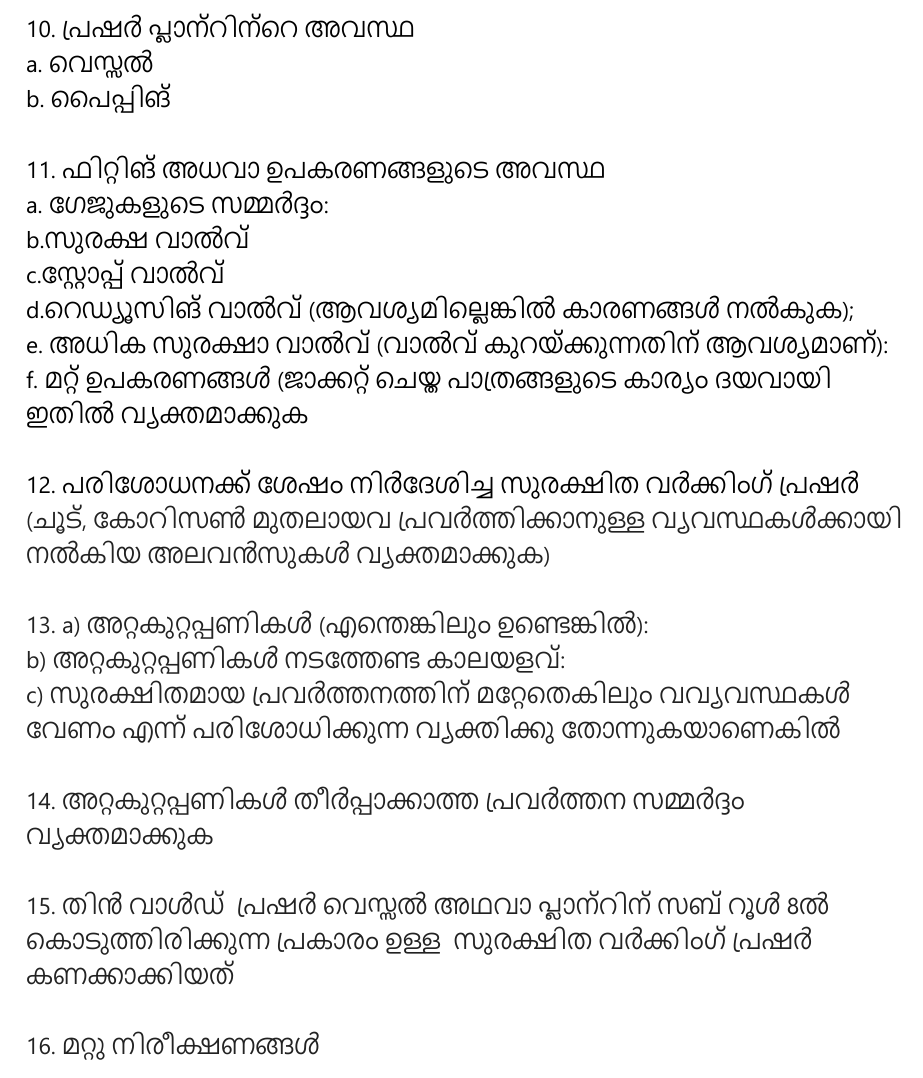 10. പ്രഷർ പ്ലാന്‌റിന്‌റെ അവസ്ഥ
a. വെസ്സൽ
b. പൈപ്പിങ്
11. ഫിറ്റിങ് അധവാ ഉപകരണങ്ങളുടെ അവസ്ഥ
a. ഗേജുകളുടെ സമ്മർദ്ദം:
b.സുരക്ഷ വാൽവ്
c.സ്റ്റോപ്പ് വാൽവ്
d.റെഡ്യൂസിങ് വാൽവ് (ആവശ്യമില്ലെങ്കിൽ കാരണങ്ങൾ നൽകുക);
e. അധിക സുരക്ഷാ വാൽവ് (വാൽവ് കുറയ്ക്കുന്നതിന് ആവശ്യമാണ്):
f. മറ്റ് ഉപകരണങ്ങൾ (ജാക്കറ്റ് ചെയ്ത പാത്രങ്ങളുടെ കാര്യം ദയവായി
ഇതിൽ വ്യക്തമാക്കുക
12. പരിശോധനക്ക് ശേഷം നിർദേശിച്ച സുരക്ഷിത വർക്കിംഗ് പ്രഷർ
(ചൂട്, കോറിസൺ മുതലായവ പ്രവർത്തിക്കാനുള്ള വ്യവസ്ഥകൾക്കായി
നൽകിയ അലവൻസുകൾ വ്യക്തമാക്കുക)
13. a) അറ്റകുറ്റപ്പണികൾ (എന്തെങ്കിലും ഉണ്ടെങ്കിൽ):
b) അറ്റകുറ്റപ്പണികൾ നടത്തേണ്ട കാലയളവ്:
c) സുരക്ഷിതമായ പ്രവർത്തനത്തിന് മറ്റേതെകിലും വവ്യവസ്ഥകൾ
വേണം എന്ന് പരിശോധിക്കുന്ന വ്യക്തിക്കു തോന്നുകയാണെകിൽ
14. അറ്റകുറ്റപ്പണികൾ തീർപ്പാക്കാത്ത പ്രവർത്തന സമ്മർദ്ദം
വ്യക്തമാക്കുക
15. തിൻ വാൾഡ് പ്രഷർ വെസ്സൽ അഥവാ പ്ലാന്‌റിന് സബ് റൂൾ 8ൽ
കൊടുത്തിരിക്കുന്ന പ്രകാരം ഉള്ള സുരക്ഷിത വർക്കിംഗ് പ്രഷർ
കണക്കാക്കിയത്
16. മറ്റു നിരീക്ഷണങ്ങൾ